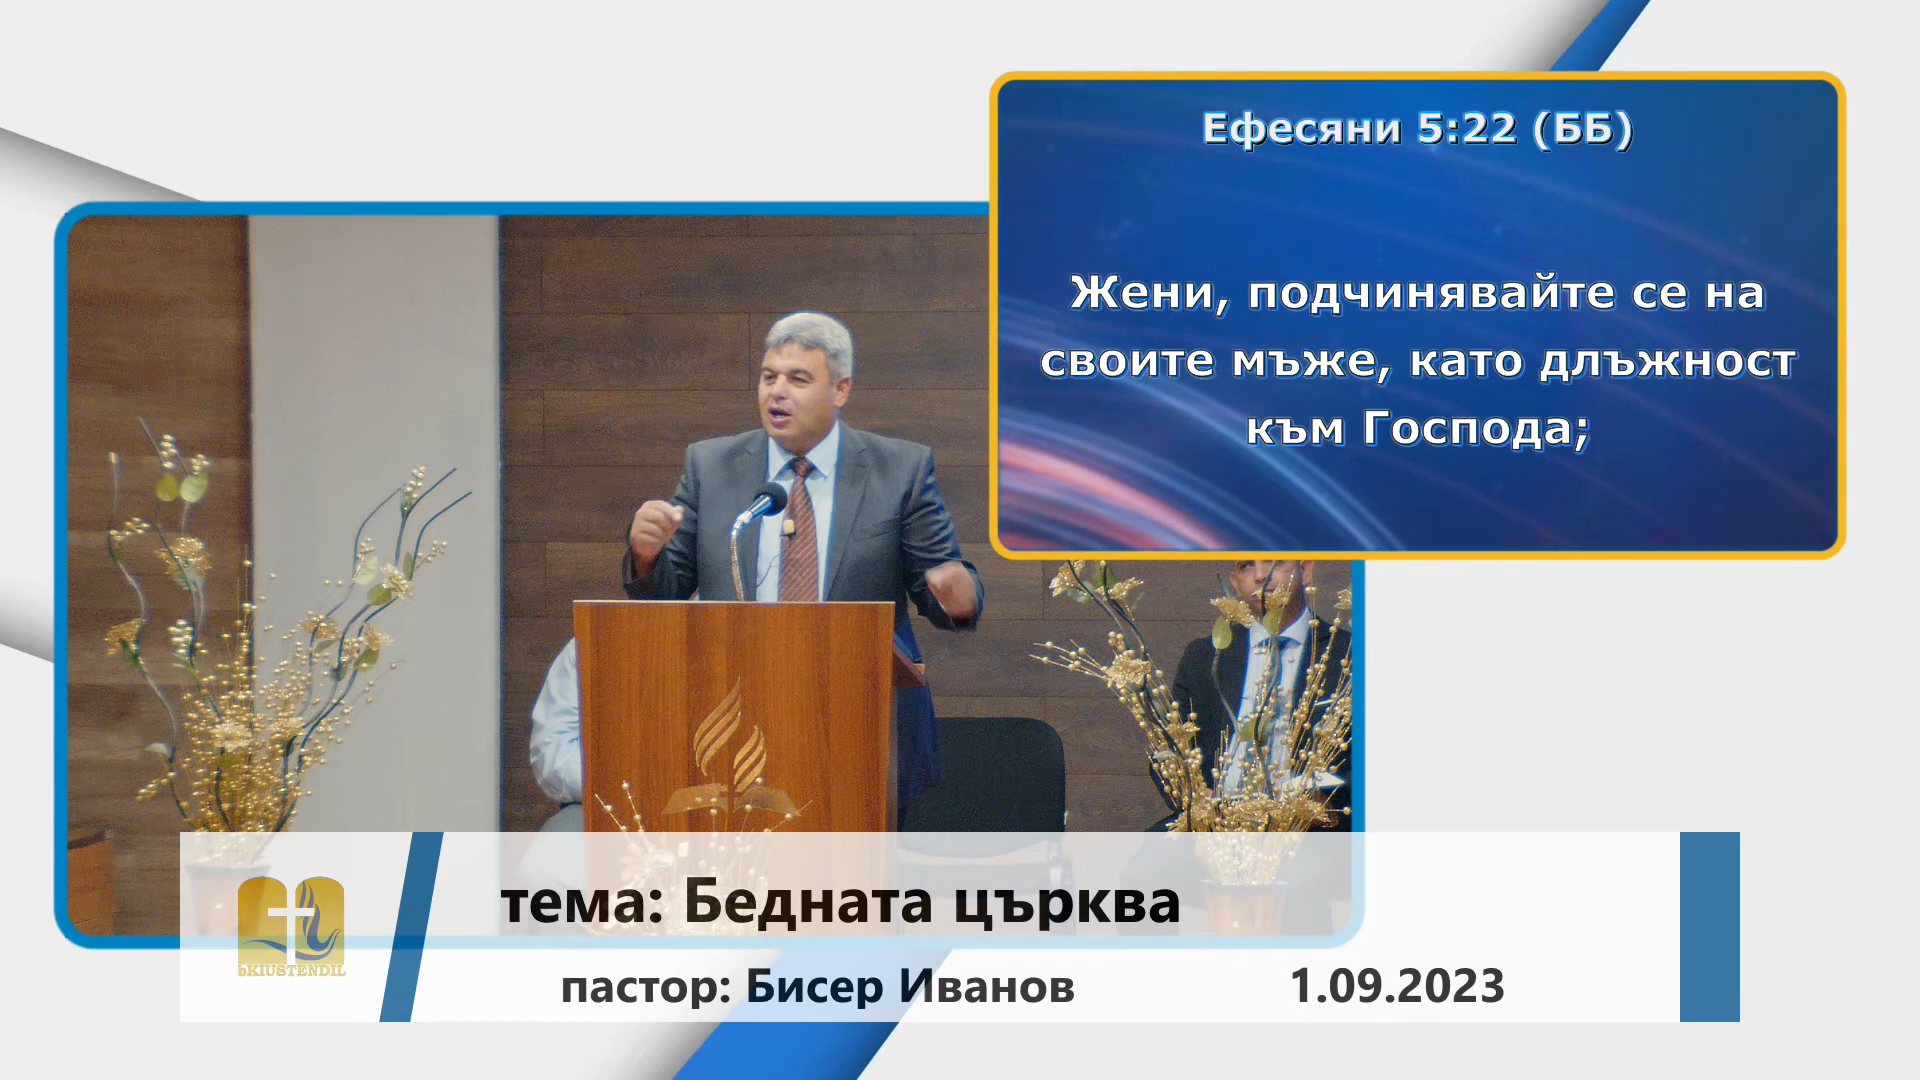 Ефесяни 5:22 (ББ)
Жени, подчинявайте се на
своите мъже, като длъжност
към Господа;
тема: Бедната църква
bKIUSTENDIL
пастор: Бисер Иванов 1.09.2023